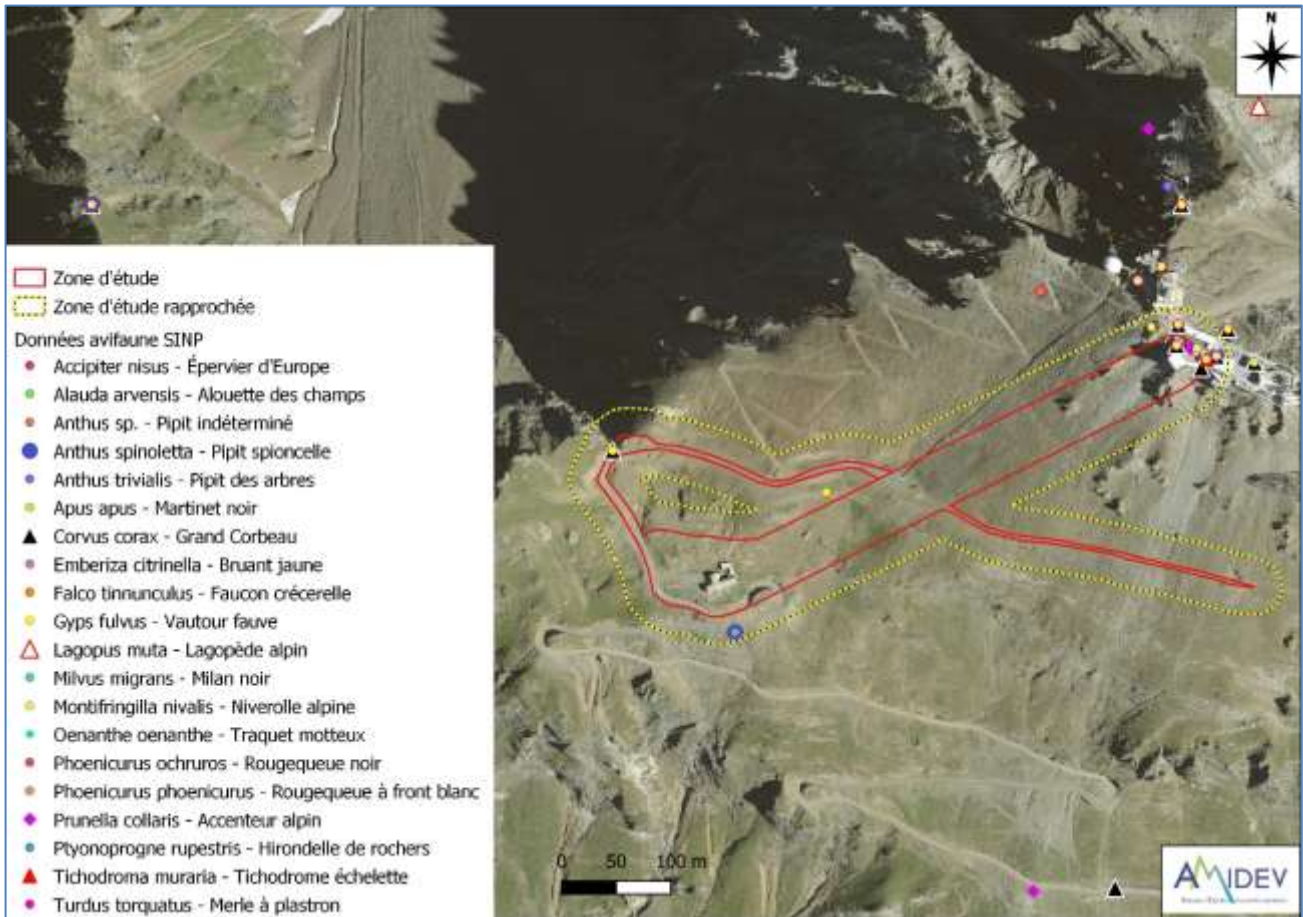 N
Zone d'étude
Zone d'étude rapprochée
Données avifaune SINP
Accipiter nisus - Épervier d'Europe
Alauda arvensis - Alouette des champs
Anthus sp. - Pipit indéterminé
Anthus spinoletta - Pipit spioncelle
Anthus trivialis - Pipit des arbres
Apus apus - Martinet noir
Corvus corax - Grand Corbeau
Emberiza citrinella - Bruant jaune
Falco tinnunculus - Faucon crécerelle
Gyps fulvus - Vautour fauve
Lagopus muta - Lagopède alpin
Milvus migrans - Milan noir
Montifringilla nivalis - Niverolle alpine
Oenanthe oenanthe - Traquet motteux
Phoenicurus ochruros - Rougequeue noir
Phoenicurus phoenicurus - Rougequeue à front blanc
Prunella collaris - Accenteur alpin
Ptyonoprogne rupestris - Hirondelle de rochers
Tichodroma muraria - Tichodrome échelette
Turdus torquatus - Merle à plastron
0 50 100 m
AMIDEV